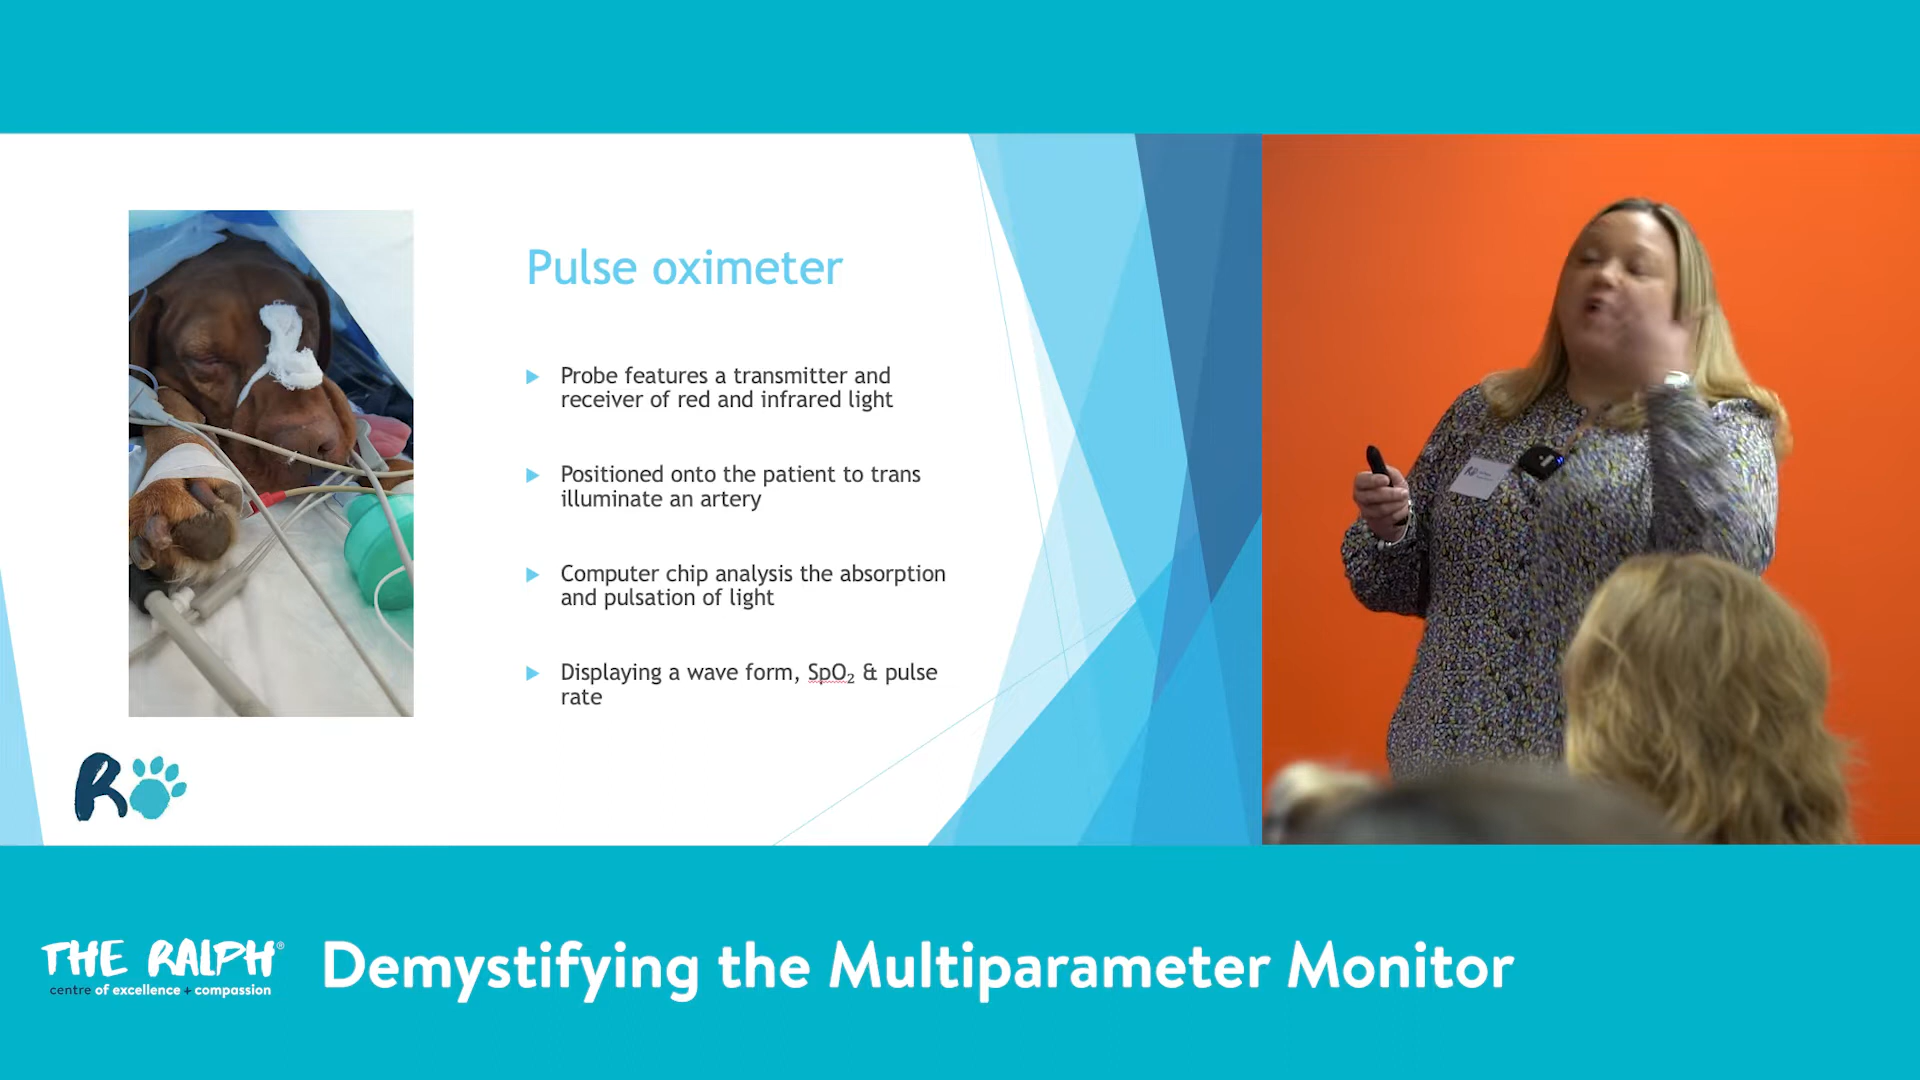 Pulse oximeter
Probe features a transmitter and
receiver of red and infrared light
Positioned onto the patient to trans
illuminate an artery
Computer chip analysis the absorption
and pulsation of light
Displaying a wave form, SpO₂ & pulse
rate
R
THE RALPH®
centre of excellence + compassion
Demystifying the Multiparameter Monitor